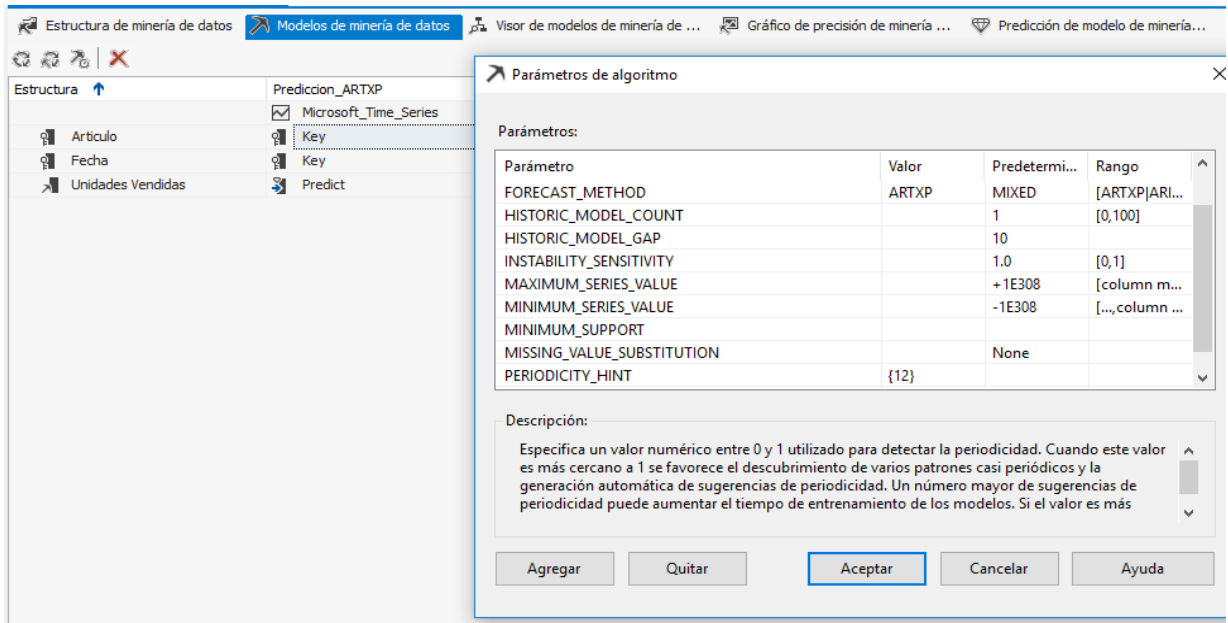 Estructura de minería de datos Modelos de minería de datos Visor de modelos de minería de ... Gráfico de precisión de minería ... Predicción de modelo de minería...
Estructura Prediccion_ARTXP
Microsoft_Time_Series
Articulo Key
Fecha Key
Unidades Vendidas Predict
Parámetros de algoritmo
Parámetros:
Parámetro Valor Predetermi... Rango
FORECAST_METHOD ARTXP MIXED [ARTXP|ARI...
HISTORIC_MODEL_COUNT 1 [0,100]
HISTORIC_MODEL_GAP 10
INSTABILITY_SENSITIVITY 1.0 [0,1]
MAXIMUM_SERIES_VALUE +1E308 [column m...
MINIMUM_SERIES_VALUE -1E308 [...,column ...
MINIMUM_SUPPORT
MISSING_VALUE_SUBSTITUTION None
PERIODICITY_HINT {12}
Descripción:
Especifica un valor numérico entre 0 y 1 utilizado para detectar la periodicidad. Cuando este valor
es más cercano a 1 se favorece el descubrimiento de varios patrones casi periódicos y la
generación automática de sugerencias de periodicidad. Un número mayor de sugerencias de
periodicidad puede aumentar el tiempo de entrenamiento de los modelos. Si el valor es más
Agregar Quitar Aceptar Cancelar Ayuda